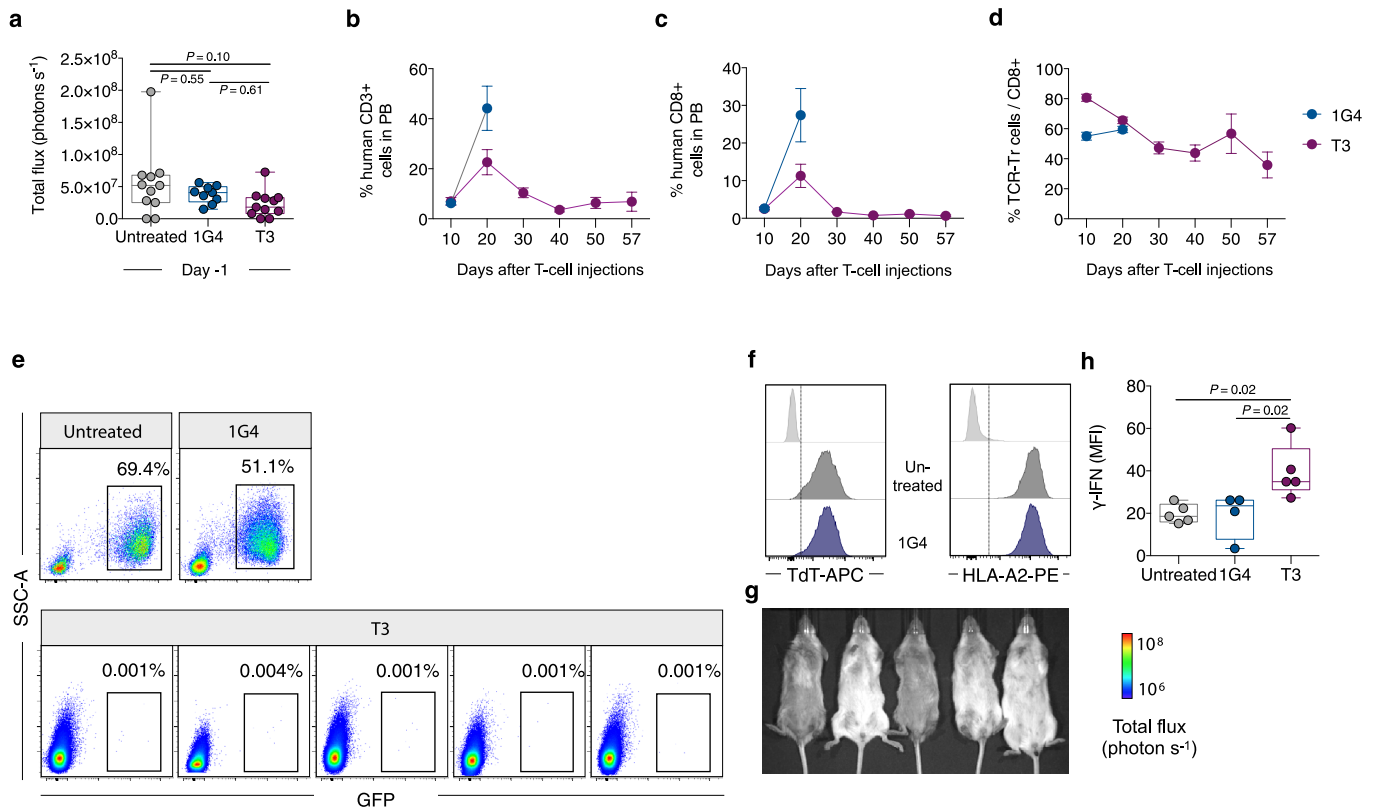 a
Total flux (photons s⁻¹)
2.5×10⁸
2.0×10⁸
1.5×10⁸
1.0×10⁸
5.0×10⁷
0.0
P = 0.10
P = 0.55
P = 0.61
Untreated 1G4 T3
Day -1
b
% human CD3+
cells in PB
60
40
20
0
10 20 30 40 50 57
Days after T-cell injections
c
% human CD8+
cells in PB
40
30
20
10
0
10 20 30 40 50 57
Days after T-cell injections
d
% TCR-Tr cells / CD8+
100
80
60
40
20
0
10 20 30 40 50 57
Days after T-cell injections
1G4
T3
e
SSC-A
Untreated
1G4
69.4%
51.1%
T3
0.001%
0.004%
0.001%
0.001%
0.001%
GFP
f
Un-
treated
1G4
TdT-APC
HLA-A2-PE
g
10⁸
10⁶
Total flux
(photon s⁻¹)
h
γ-IFN (MFI)
80
60
40
20
0
P = 0.02
P = 0.02
Untreated 1G4 T3